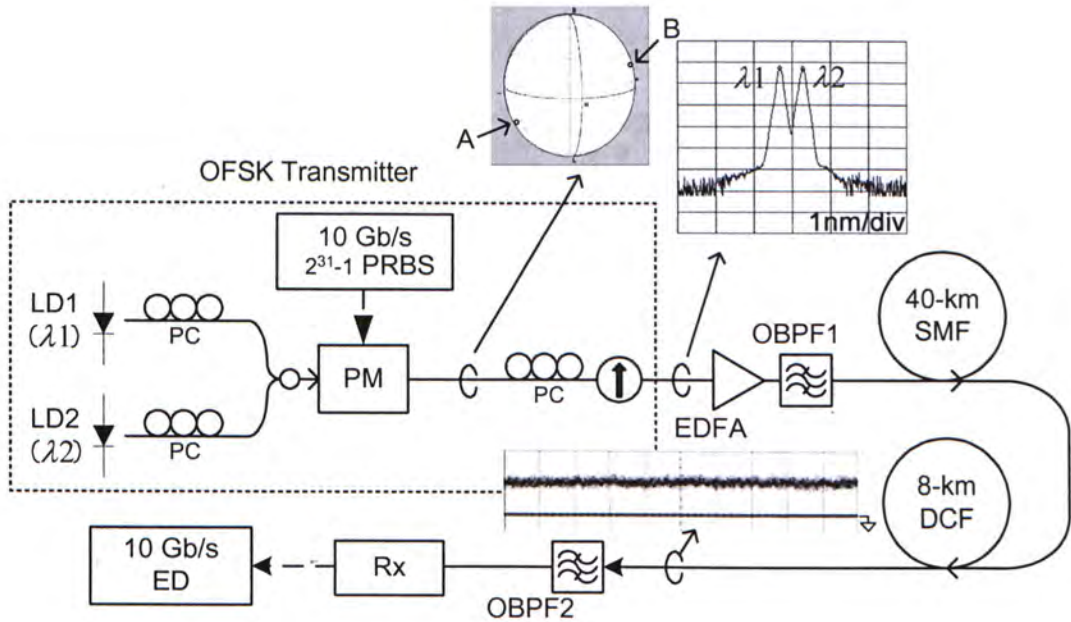 B
A
λ1
λ2
1nm/div
OFSK Transmitter
10 Gb/s
2³¹-1 PRBS
LD1
(λ1)
PC
PM
PC
LD2
(λ2)
PC
EDFA
OBPF1
40-km
SMF
8-km
DCF
10 Gb/s
ED
Rx
OBPF2